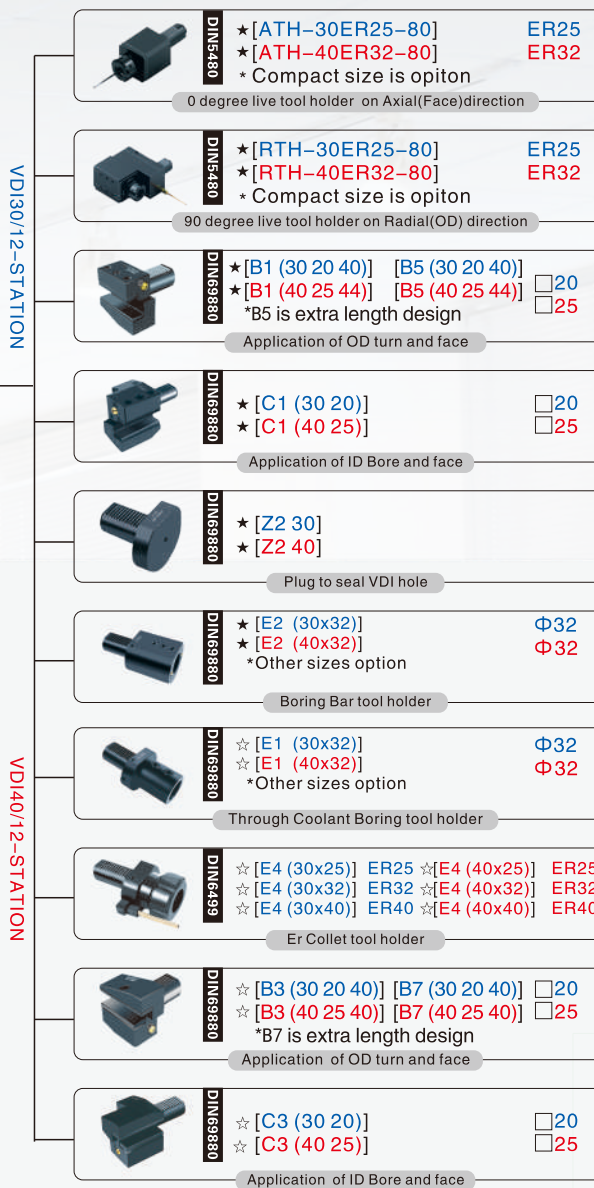 VDI30/12-STATION
VDI40/12-STATION
DIN5480
★[ATH-30ER25-80] ER25
★[ATH-40ER32-80] ER32
* Compact size is opiton
0 degree live tool holder on Axial(Face)direction
DIN5480
★[RTH-30ER25-80] ER25
★[RTH-40ER32-80] ER32
* Compact size is opiton
90 degree live tool holder on Radial(OD) direction
DIN69880
★[B1 (30 20 40)] [B5 (30 20 40)] □20
★[B1 (40 25 44)] [B5 (40 25 44)] □25
*B5 is extra length design
Application of OD turn and face
DIN69880
★ [C1 (30 20)] □20
★ [C1 (40 25)] □25
Application of ID Bore and face
DIN69880
★ [Z2 30]
★ [Z2 40]
Plug to seal VDI hole
DIN69880
★ [E2 (30x32)] Φ32
★ [E2 (40x32)] Φ32
*Other sizes option
Boring Bar tool holder
DIN69880
☆ [E1 (30x32)] Φ32
☆ [E1 (40x32)] Φ32
*Other sizes option
Through Coolant Boring tool holder
DIN6499
☆ [E4 (30x25)] ER25 ☆[E4 (40x25)] ER25
☆ [E4 (30x32)] ER32 ☆[E4 (40x32)] ER32
☆ [E4 (30x40)] ER40 ☆[E4 (40x40)] ER40
Er Collet tool holder
DIN69880
☆ [B3 (30 20 40)] [B7 (30 20 40)] □20
☆ [B3 (40 25 40)] [B7 (40 25 40)] □25
*B7 is extra length design
Application of OD turn and face
DIN69880
☆ [C3 (30 20)] □20
☆ [C3 (40 25)] □25
Application of ID Bore and face